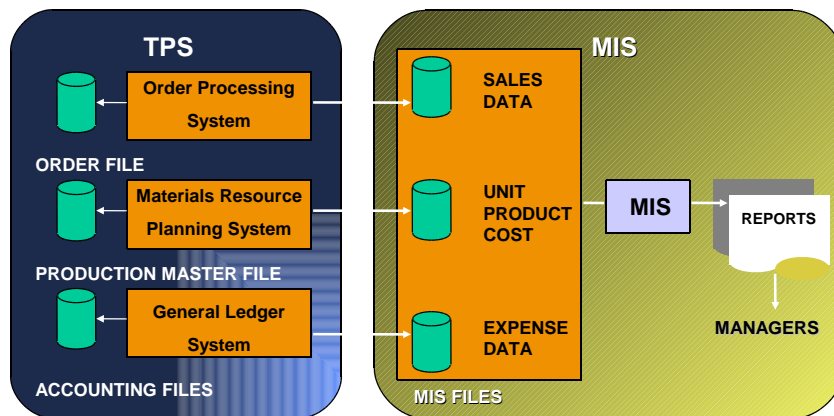 TPS
Order Processing
System
ORDER FILE
Materials Resource
Planning System
PRODUCTION MASTER FILE
General Ledger
System
ACCOUNTING FILES
MIS
SALES
DATA
UNIT
PRODUCT
COST
EXPENSE
DATA
MIS FILES
MIS
REPORTS
MANAGERS